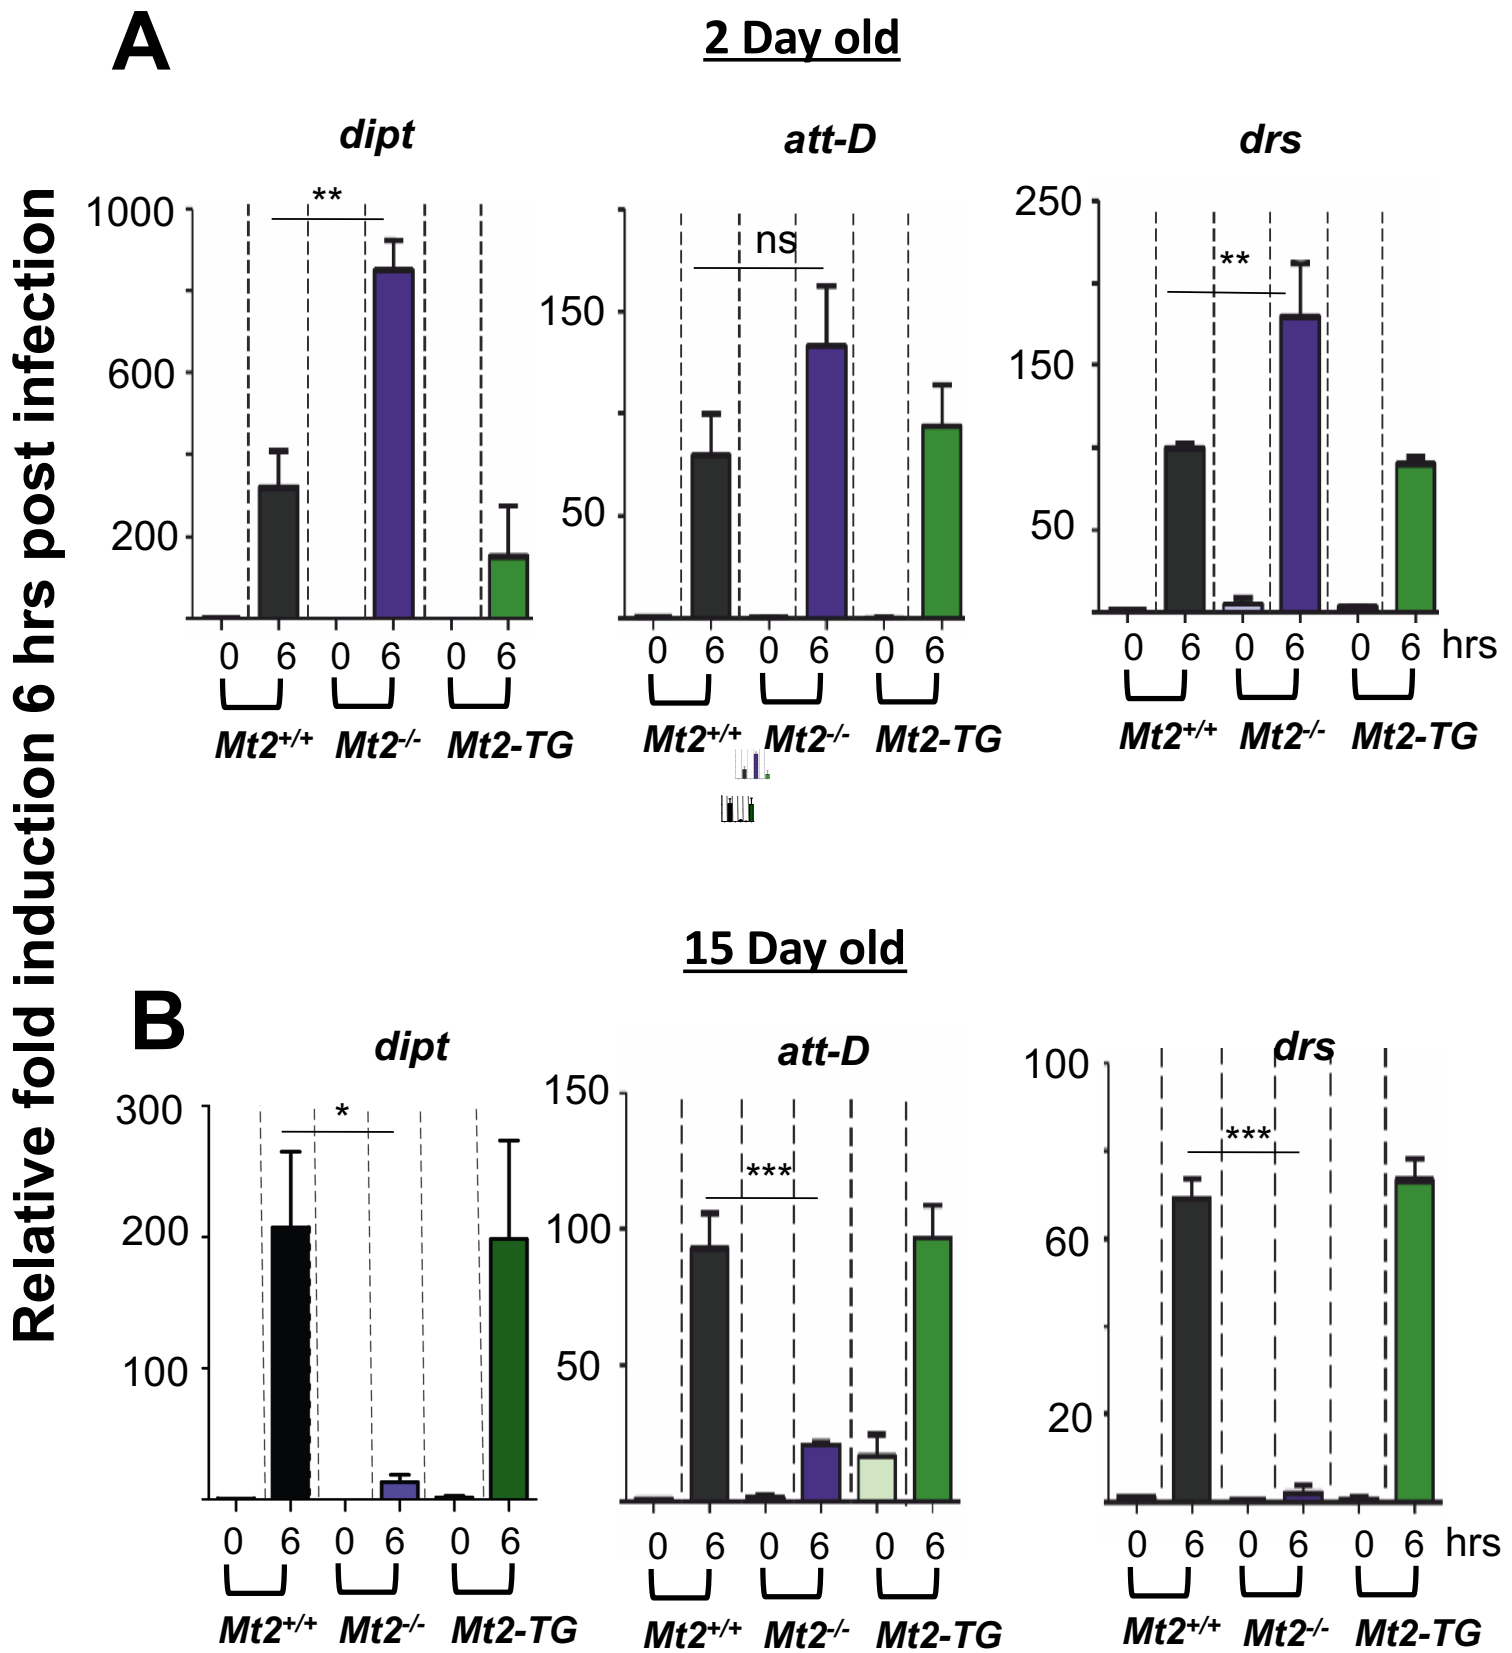 A
2 Day old
Relative fold induction 6 hrs post infection
dipt
att-D
drs
1000
600
200
**
0 6 0 6 0 6
Mt2+/+ Mt2-/- Mt2-TG
150
50
ns
0 6 0 6 0 6
Mt2+/+ Mt2-/- Mt2-TG
250
150
50
**
0 6 0 6 0 6 hrs
Mt2+/+ Mt2-/- Mt2-TG
15 Day old
B
dipt
att-D
drs
300
200
100
*
0 6 0 6 0 6
Mt2+/+ Mt2-/- Mt2-TG
150
100
50
***
0 6 0 6 0 6
Mt2+/+ Mt2-/- Mt2-TG
100
60
20
***
0 6 0 6 0 6 hrs
Mt2+/+ Mt2-/- Mt2-TG